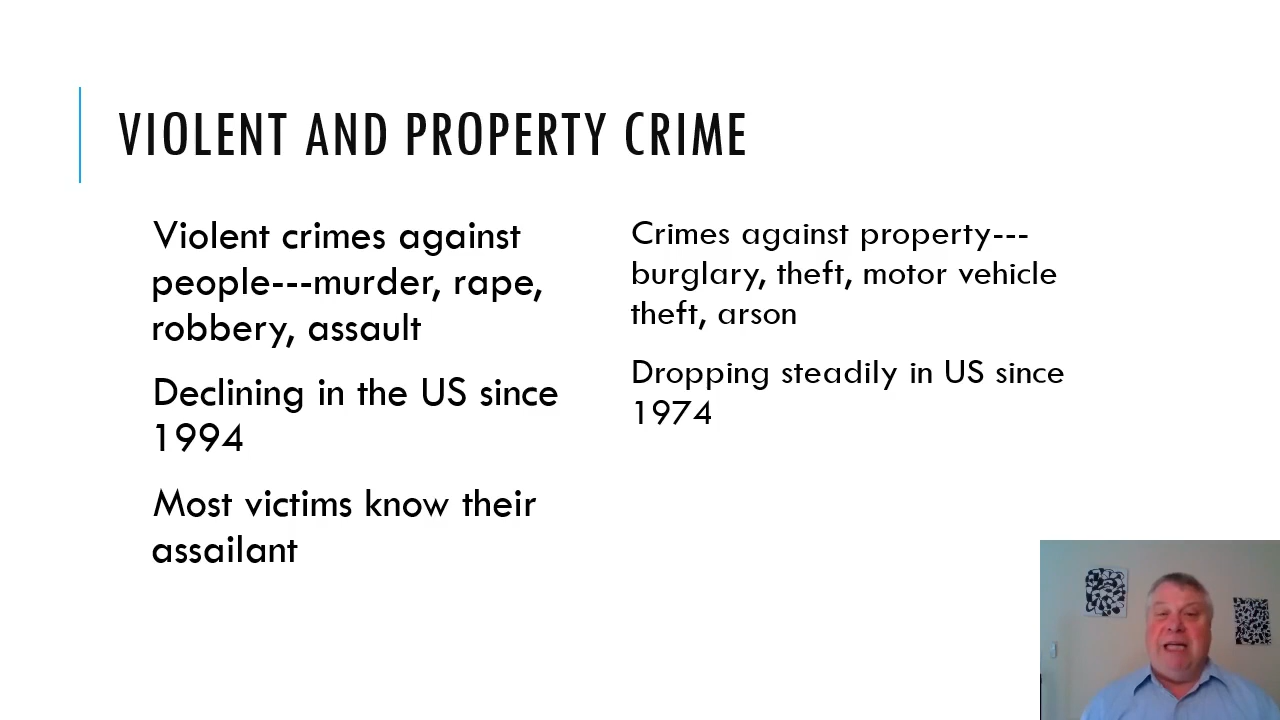 VIOLENT AND PROPERTY CRIME
Violent crimes against
people---murder, rape,
robbery, assault
Declining in the US since
1994
Most victims know their
assailant
Crimes against property---
burglary, theft, motor vehicle
theft, arson
Dropping steadily in US since
1974